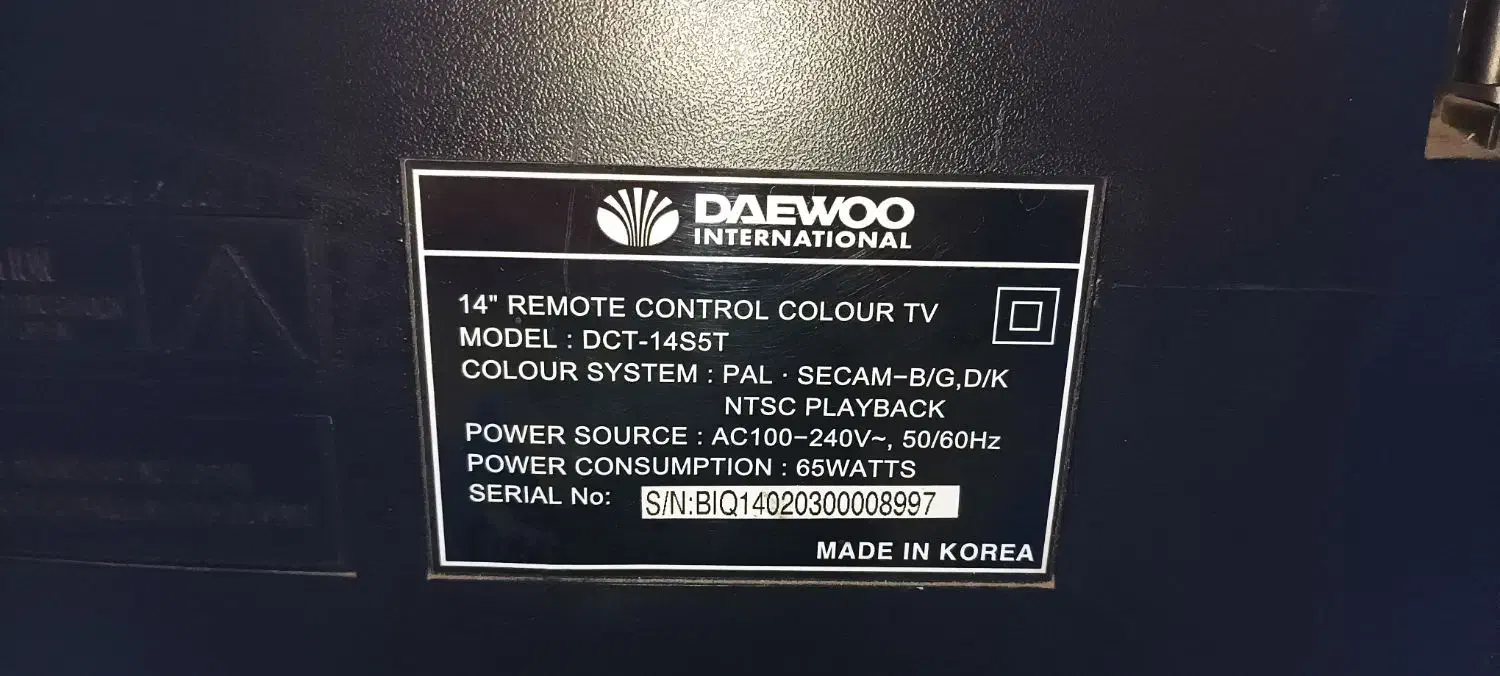 DAEWOO
INTERNATIONAL
14" REMOTE CONTROL COLOUR TV
MODEL : DCT-14S5T
COLOUR SYSTEM : PAL · SECAM-B/G,D/K
NTSC PLAYBACK
POWER SOURCE : AC100-240V~, 50/60Hz
POWER CONSUMPTION : 65WATTS
SERIAL No: S/N:BIQ14020300008997
MADE IN KOREA